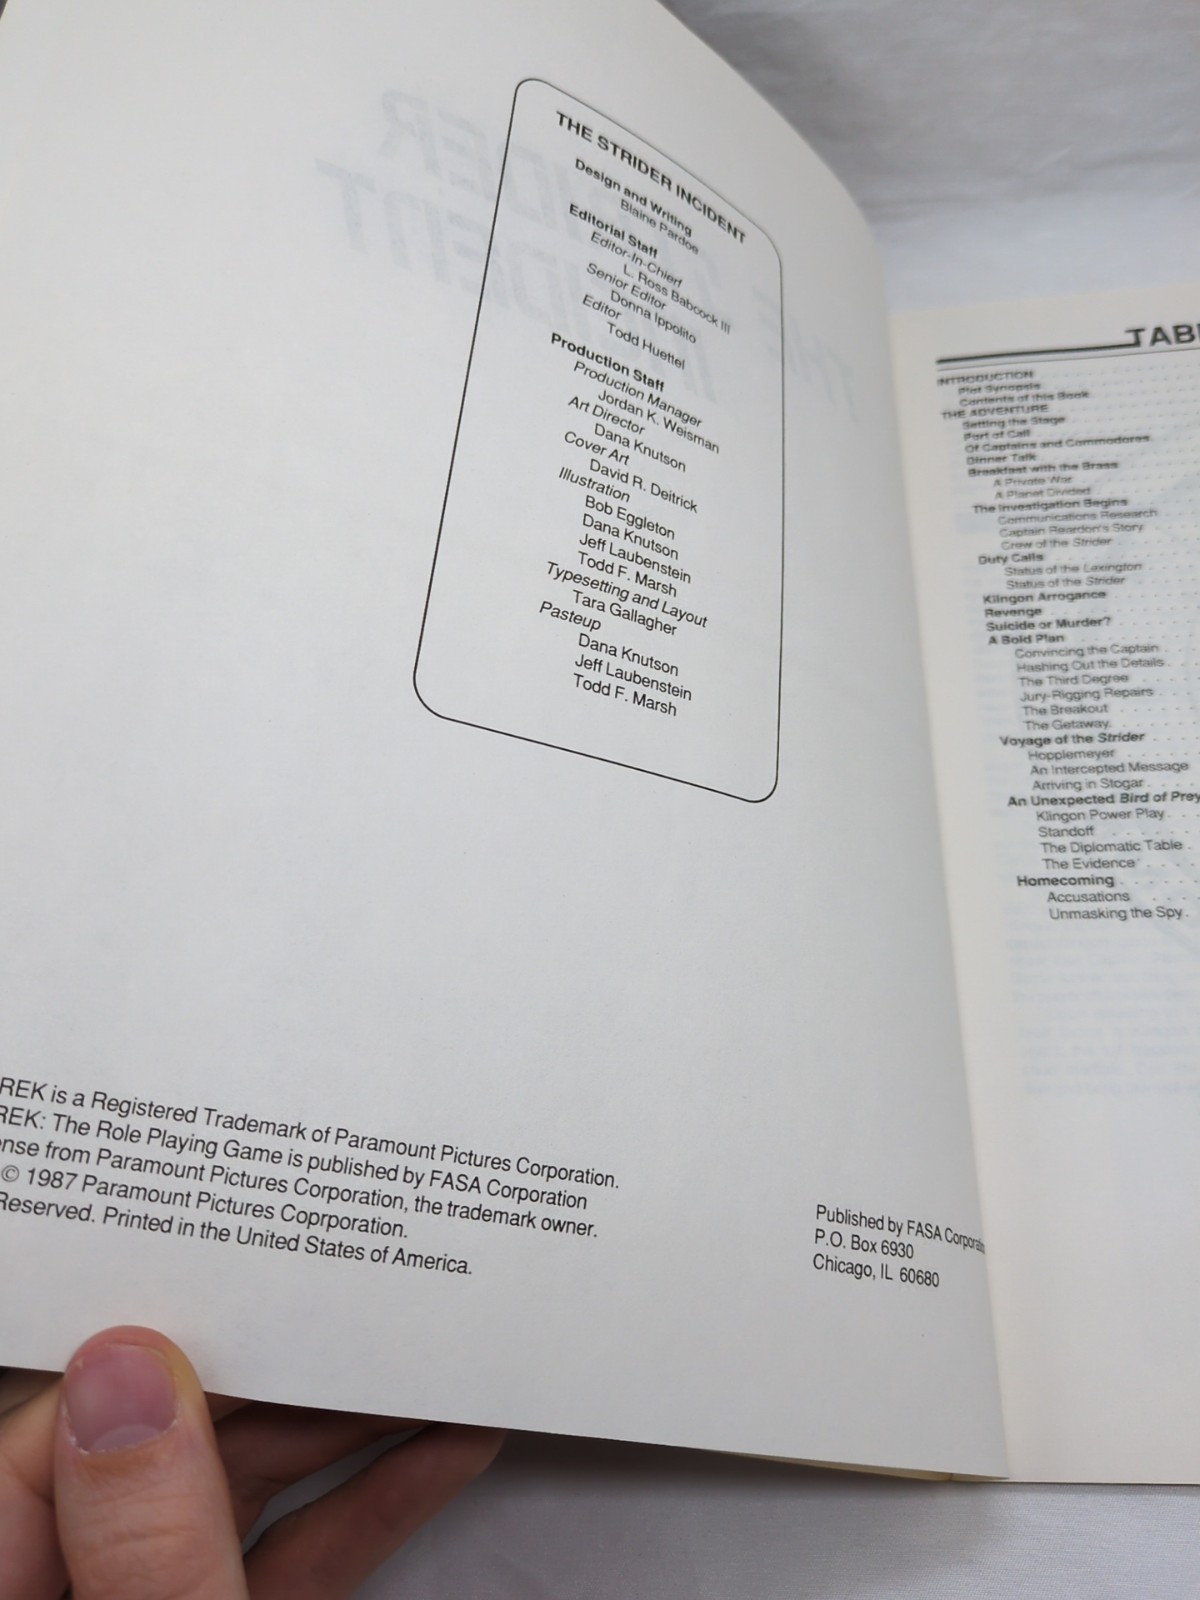 THE STRIDER INCIDENT
Design and Writing
Blaine Pardoe
Editorial Staff
Editor-In-Chierf
L. Ross Babcock III
Senior Editor
Donna Ippolito
Editor
Todd Huettel
Production Staff
Production Manager
Jordan K. Weisman
Art Director
Dana Knutson
Cover Art
David R. Deitrick
Illustration
Bob Eggleton
Dana Knutson
Jeff Laubenstein
Todd F. Marsh
Typesetting and Layout
Tara Gallagher
Pasteup
Dana Knutson
Jeff Laubenstein
Todd F. Marsh
REK is a Registered Trademark of Paramount Pictures Corporation.
REK: The Role Playing Game is published by FASA Corporation
nse from Paramount Pictures Corporation, the trademark owner.
© 1987 Paramount Pictures Coprporation.
Reserved. Printed in the United States of America.
Published by FASA Corporati
P.O. Box 6930
Chicago, IL 60680
TAB
INTRODUCTION
Plot Synopsis
Contents of this Book
THE ADVENTURE
Setting the Stage
Port of Call
Of Captains and Commodores
Dinner Talk
Breakfast with the Brass
A Private War
A Planet Divided
The Investigation Begins
Communications Research
Captain Reardon's Story
Crew of the Strider
Duty Calls
Status of the Lexington
Status of the Strider
Klingon Arrogance
Revenge
Suicide or Murder?
A Bold Plan
Convincing the Captain
Hashing Out the Details
The Third Degree
Jury-Rigging Repairs
The Breakout
The Getaway
Voyage of the Strider
Hopplemeyer
An Intercepted Message
Arriving in Stogar
An Unexpected Bird of Prey
Klingon Power Play
Standoff
The Diplomatic Table
The Evidence
Homecoming
Accusations
Unmasking the Spy